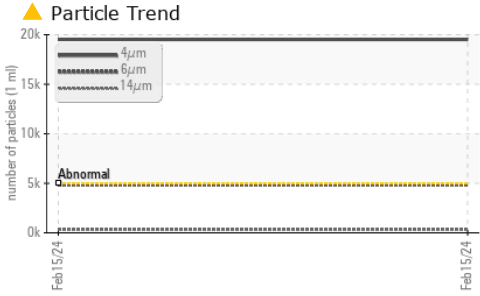 Particle Trend
20k
15k
10k
5k
0k
number of particles (1 ml)
4µm
6µm
14µm
Abnormal
Feb15/24
Feb15/24